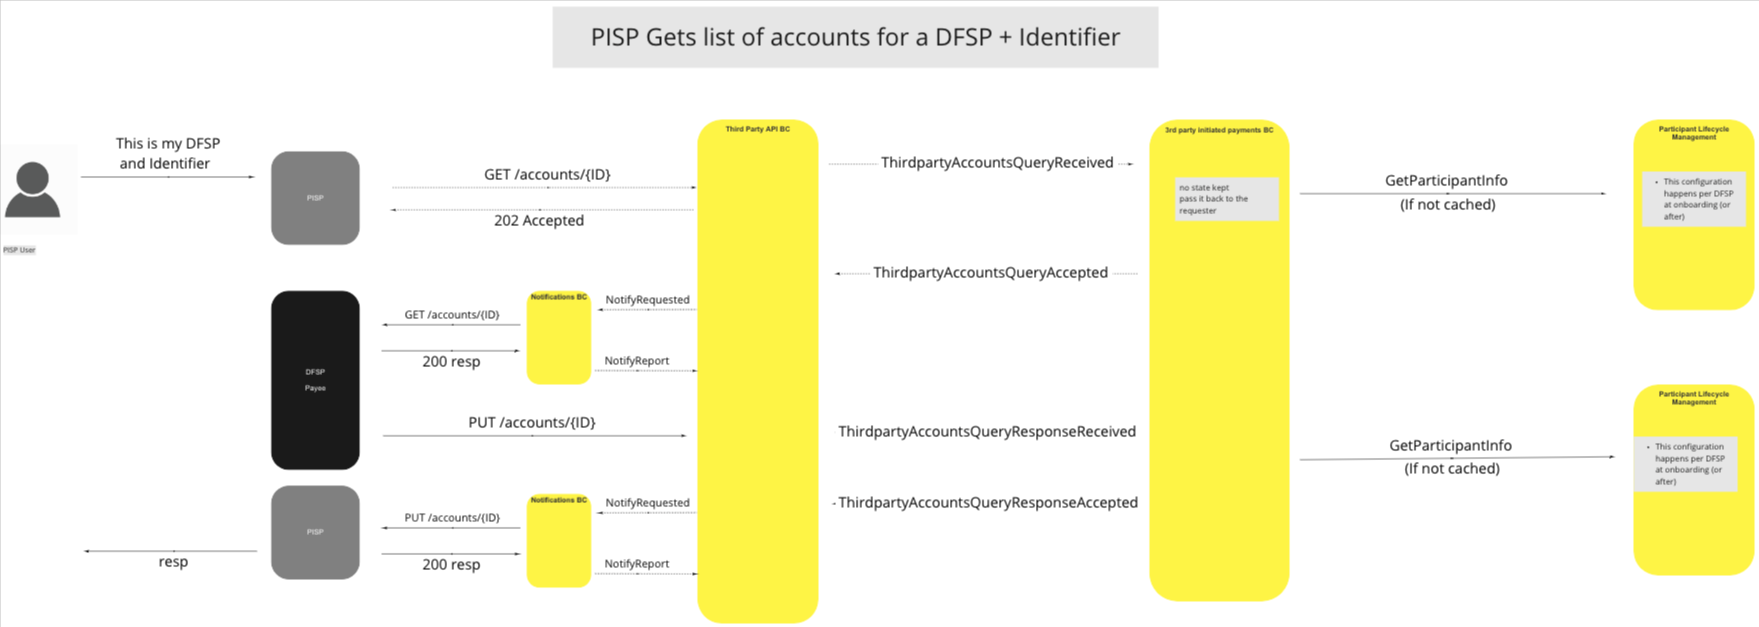 PISP Gets list of accounts for a DFSP + Identifier
This is my DFSP
and Identifier
PISP User
PISP
GET /accounts/{ID}
202 Accepted
Third Party API BC
ThirdpartyAccountsQueryReceived
3rd party initiated payments BC
no state kept
pass it back to the
requester
GetParticipantInfo
(If not cached)
Participant Lifecycle
Management
• This configuration
happens per DFSP
at onboarding (or
after)
ThirdpartyAccountsQueryAccepted
DFSP
Payee
GET /accounts/{ID}
200 resp
Notifications BC
NotifyRequested
NotifyReport
PUT /accounts/{ID}
ThirdpartyAccountsQueryResponseReceived
GetParticipantInfo
(If not cached)
Participant Lifecycle
Management
• This configuration
happens per DFSP
at onboarding (or
after)
ThirdpartyAccountsQueryResponseAccepted
resp
PISP
PUT /accounts/{ID}
200 resp
Notifications BC
NotifyRequested
NotifyReport